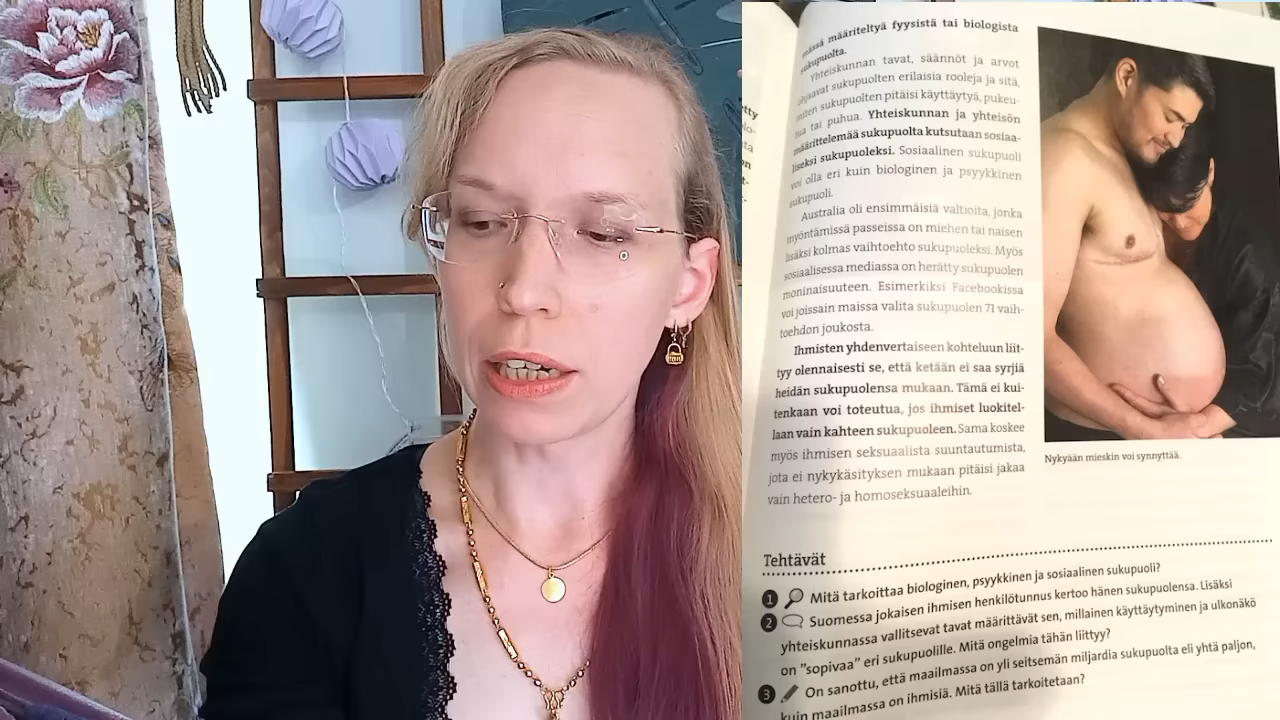 mässä määriteltyä fyysistä tai biologista
sukupuolta.
Yhteiskunnan tavat, säännöt ja arvot
ohjaavat sukupuolten erilaisia rooleja ja sitä,
miten sukupuolten pitäisi käyttäytyä, pukeu-
tua tai puhua. Yhteiskunnan ja yhteisön
määrittelemää sukupuolta kutsutaan sosiaa-
liseksi sukupuoleksi. Sosiaalinen sukupuoli
voi olla eri kuin biologinen ja psyykkinen
sukupuoli.
Australia oli ensimmäisiä valtioita, jonka
myöntämissä passeissa on miehen tai naisen
lisäksi kolmas vaihtoehto sukupuoleksi. Myös
sosiaalisessa mediassa on herätty sukupuolen
moninaisuuteen. Esimerkiksi Facebookissa
voi joissain maissa valita sukupuolen 71 vaih-
toehdon joukosta.
Ihmisten yhdenvertaiseen kohteluun liit-
tyy olennaisesti se, että ketään ei saa syrjiä
heidän sukupuolensa mukaan. Tämä ei kui-
tenkaan voi toteutua, jos ihmiset luokitel-
laan vain kahteen sukupuoleen. Sama koskee
myös ihmisen seksuaalista suuntautumista,
jota ei nykykäsityksen mukaan pitäisi jakaa
vain hetero- ja homoseksuaaleihin.
Nykyään mieskin voi synnyttää.
Tehtävät
1 Mitä tarkoittaa biologinen, psyykkinen ja sosiaalinen sukupuoli?
2 Suomessa jokaisen ihmisen henkilötunnus kertoo hänen sukupuolensa. Lisäksi
yhteiskunnassa vallitsevat tavat määrittävät sen, millainen käyttäytyminen ja ulkonäkö
on "sopivaa" eri sukupuolille. Mitä ongelmia tähän liittyy?
3 On sanottu, että maailmassa on yli seitsemän miljardia sukupuolta eli yhtä paljon,
kuin maailmassa on ihmisiä. Mitä tällä tarkoitetaan?